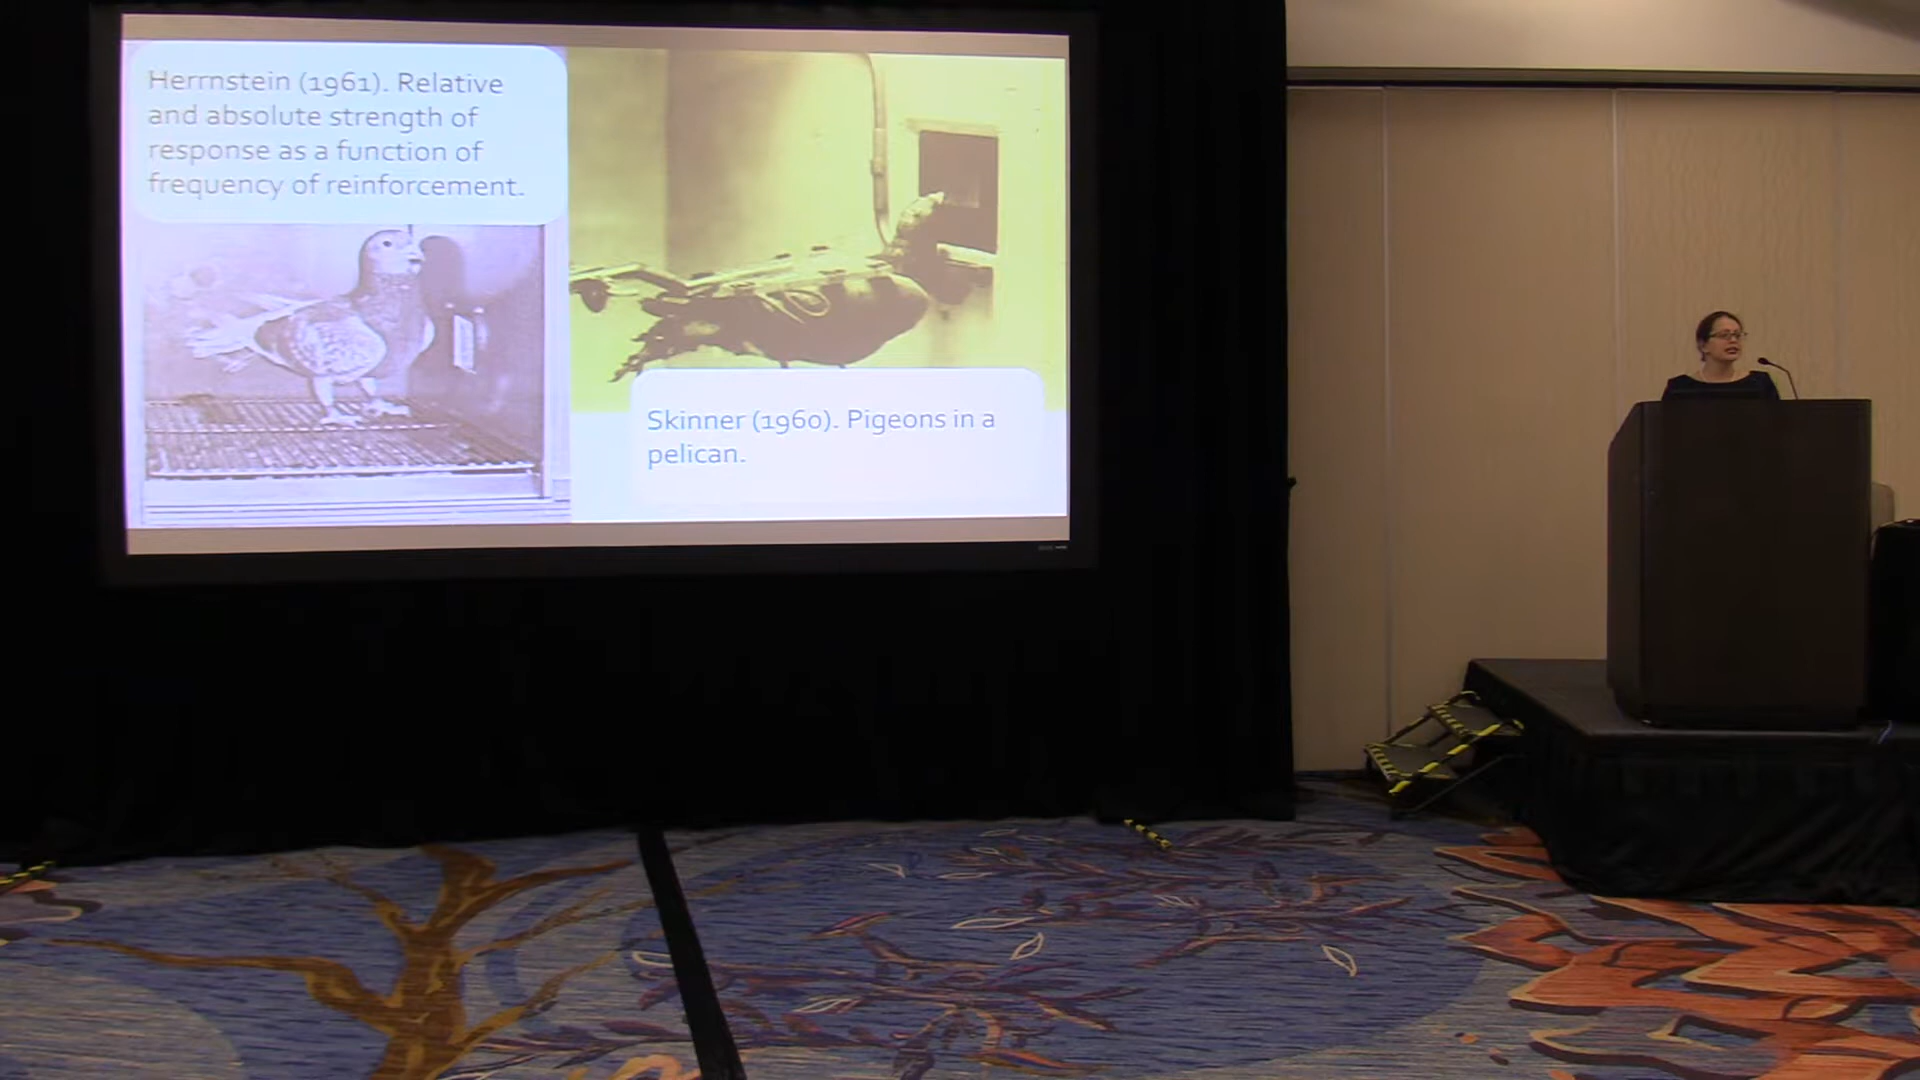 Herrnstein (1961). Relative
and absolute strength of
response as a function of
frequency of reinforcement.
Skinner (1960). Pigeons in a
pelican.